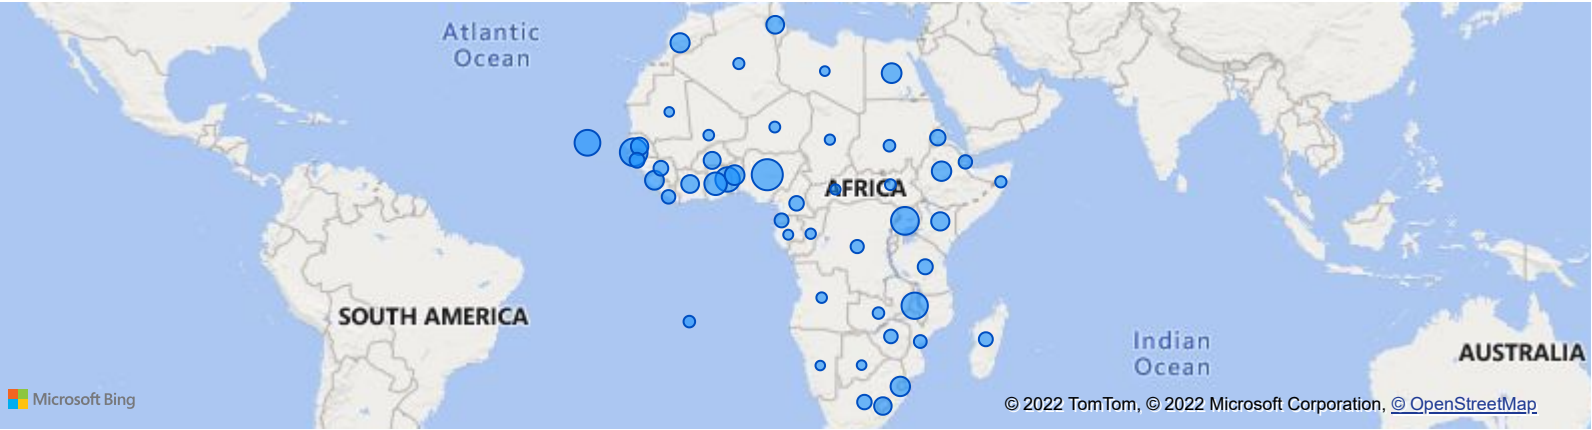 Atlantic
Ocean
AFRICA
SOUTH AMERICA
Indian
Ocean
AUSTRALIA
Microsoft Bing
© 2022 TomTom, © 2022 Microsoft Corporation, © OpenStreetMap